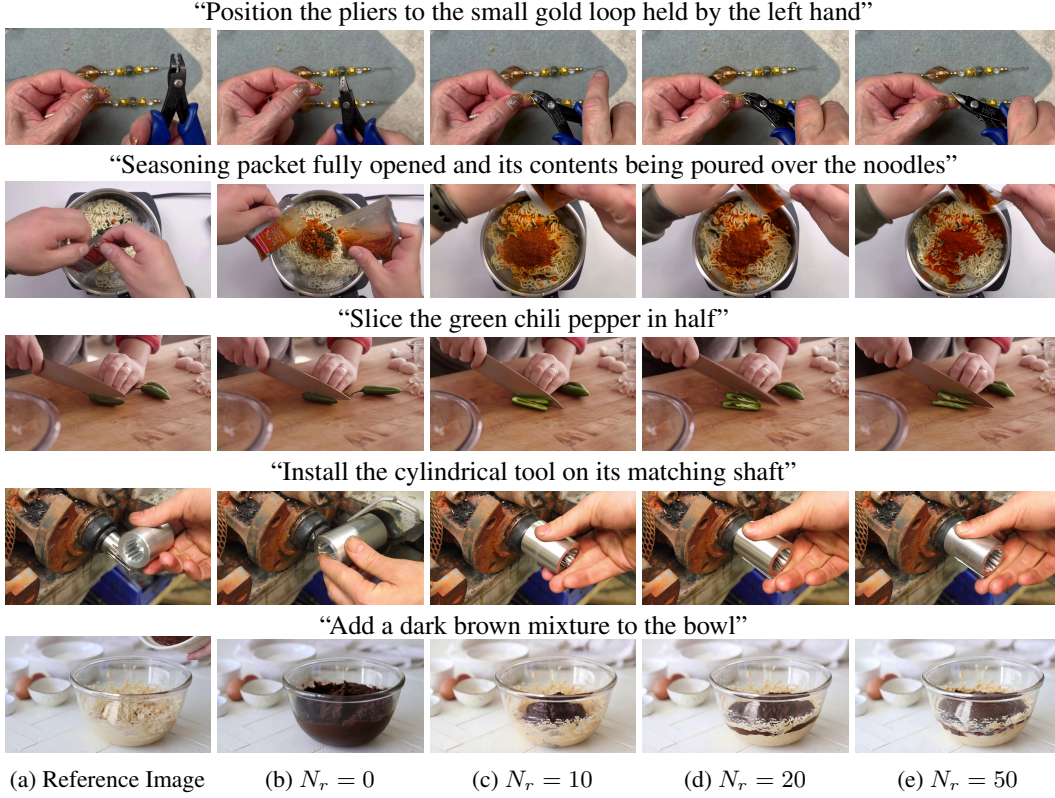 “Position the pliers to the small gold loop held by the left hand”
“Seasoning packet fully opened and its contents being poured over the noodles”
“Slice the green chili pepper in half”
“Install the cylindrical tool on its matching shaft”
“Add a dark brown mixture to the bowl”
(a) Reference Image (b) N_r = 0 (c) N_r = 10 (d) N_r = 20 (e) N_r = 50